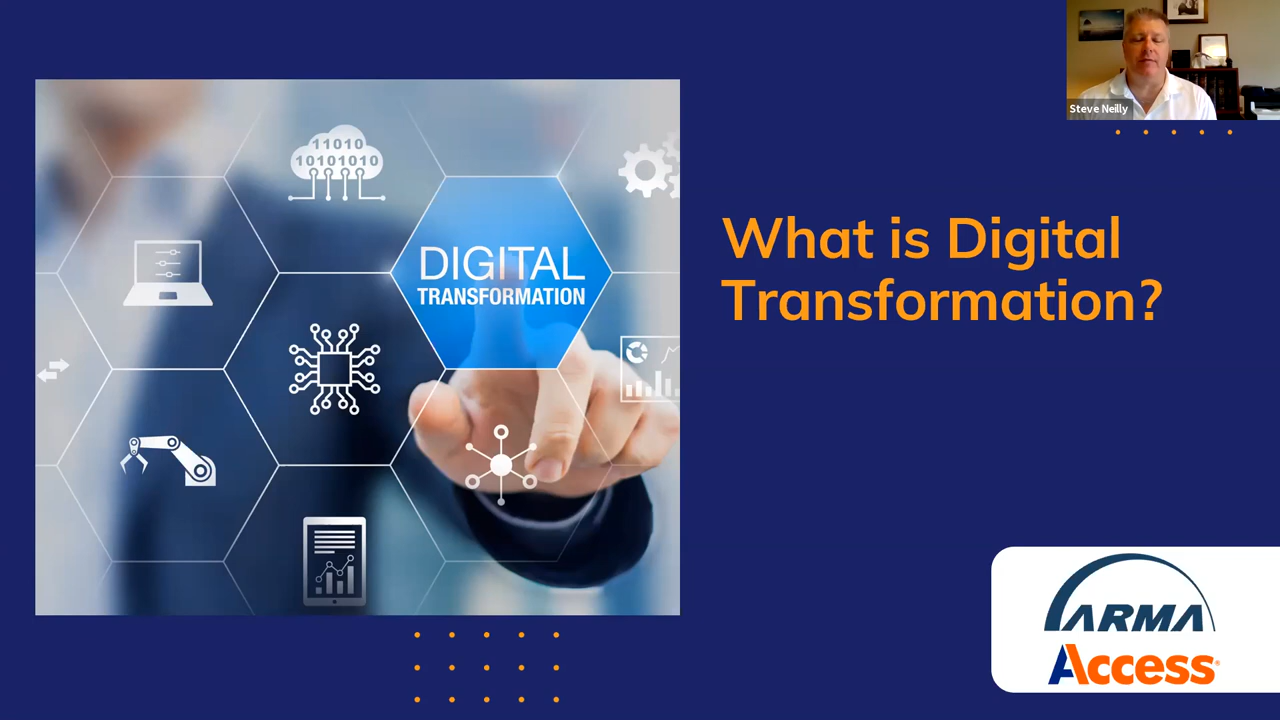 Steve Neilly
What is Digital
Transformation?
11010
10101010
DIGITAL
TRANSFORMATION
ARMA
Access